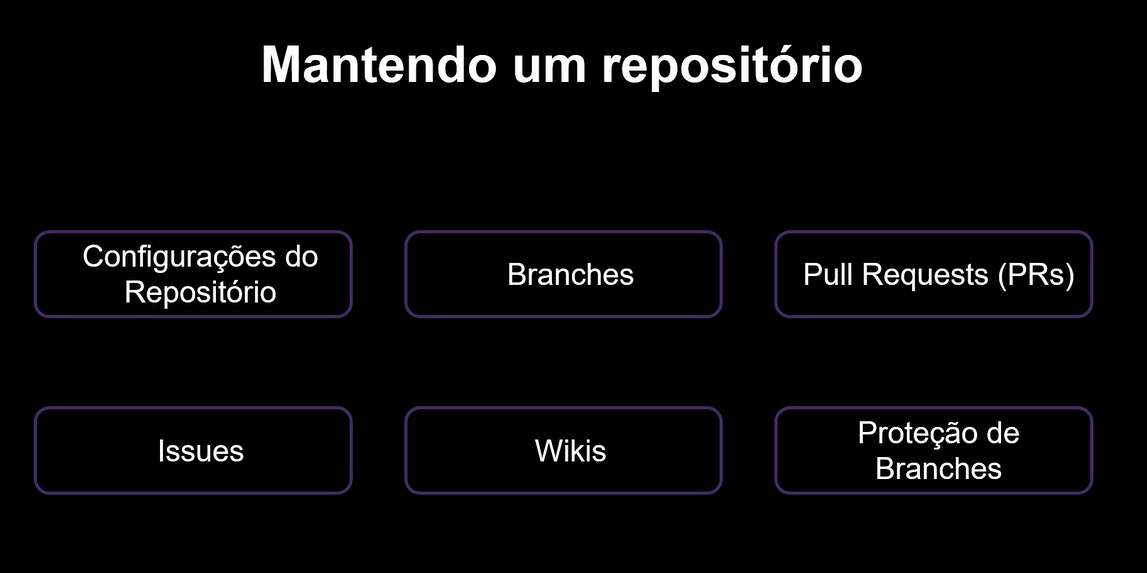 Mantendo um repositório
Configurações do
Repositório
Branches
Pull Requests (PRs)
Issues
Wikis
Proteção de
Branches